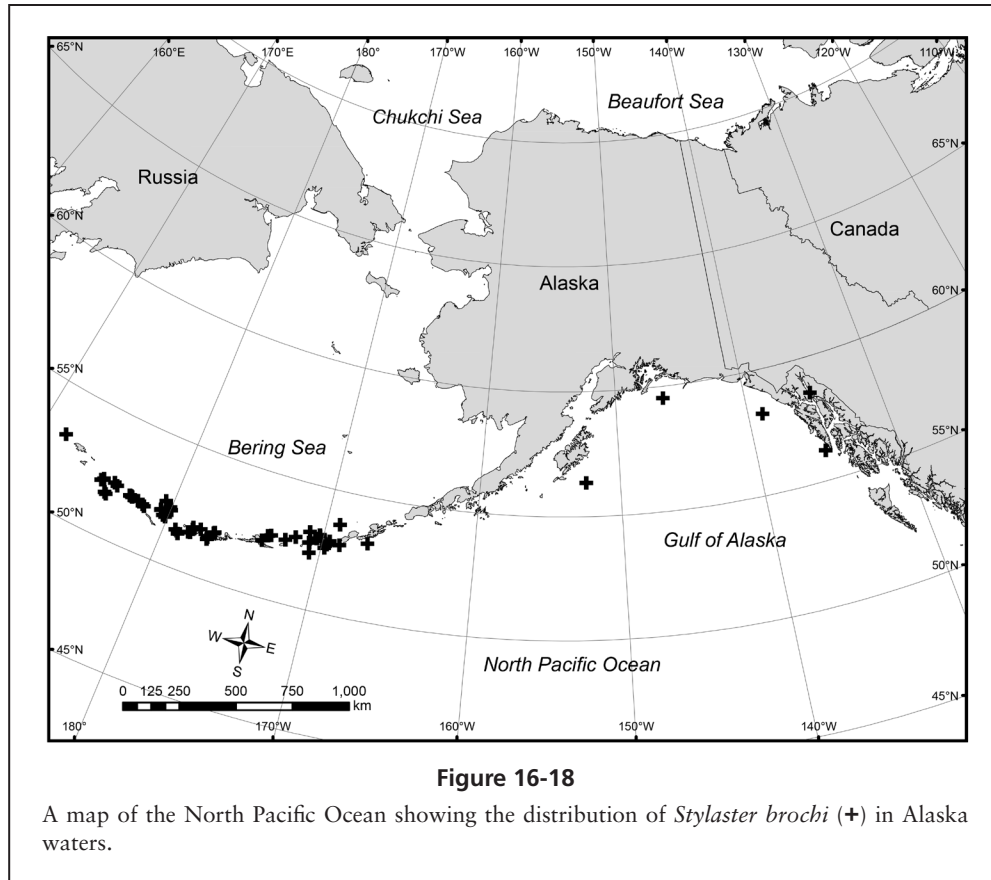 160°E 170°E 180° 170°W 160°W 150°W 140°W 130°W 120°W 110°W
65°N
Beaufort Sea
Chukchi Sea
65°N
Russia
60°N
Canada
Alaska
60°N
55°N
55°N
Bering Sea
50°N
Gulf of Alaska
50°N
N
W E
S
45°N
North Pacific Ocean
0 125 250 500 750 1,000
km
45°N
180° 170°W 160°W 150°W 140°W
Figure 16-18
A map of the North Pacific Ocean showing the distribution of Stylaster brochi (+) in Alaska
waters.